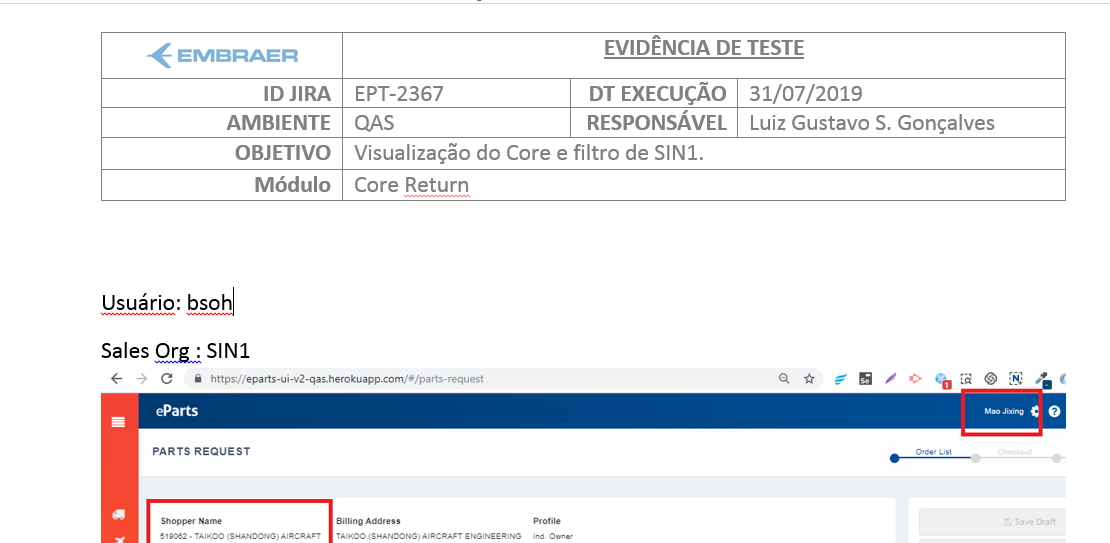 EMBRAER
EVIDÊNCIA DE TESTE
ID JIRA EPT-2367 DT EXECUÇÃO 31/07/2019
AMBIENTE QAS RESPONSÁVEL Luiz Gustavo S. Gonçalves
OBJETIVO Visualização do Core e filtro de SIN1.
Módulo Core Return
Usuário: bsoh
Sales Org : SIN1
https://eparts-ui-v2-qas.herokuapp.com/#/parts-request
Se
N
1
eParts
Mao Jixing
?
PARTS REQUEST
Order List
Checkout
Shopper Name Billing Address Profile
Save Draft
519062 - TAIKOO (SHANDONG) AIRCRAFT TAIKOO (SHANDONG) AIRCRAFT ENGINEERING Ind. Owner